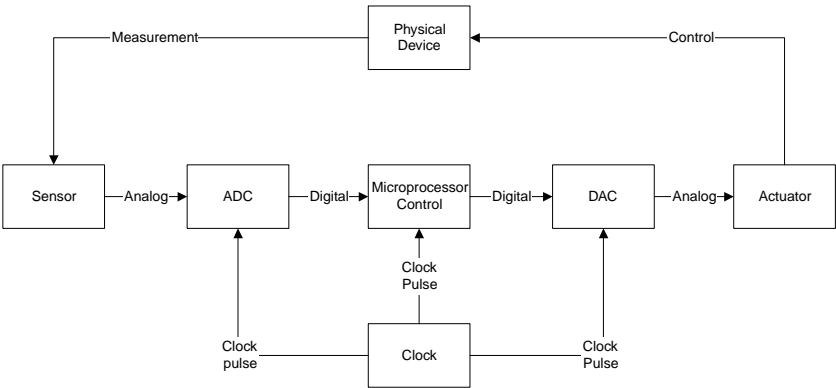 Physical
Device
Measurement
Control
Sensor
Analog
ADC
Digital
Microprocessor
Control
Digital
DAC
Analog
Actuator
Clock
Pulse
Clock
pulse
Clock
Clock
Pulse